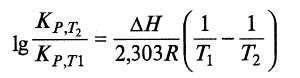 lg K_{P,T_2}/K_{P,T1} = ΔH/2,303R (1/T_1 − 1/T_2)